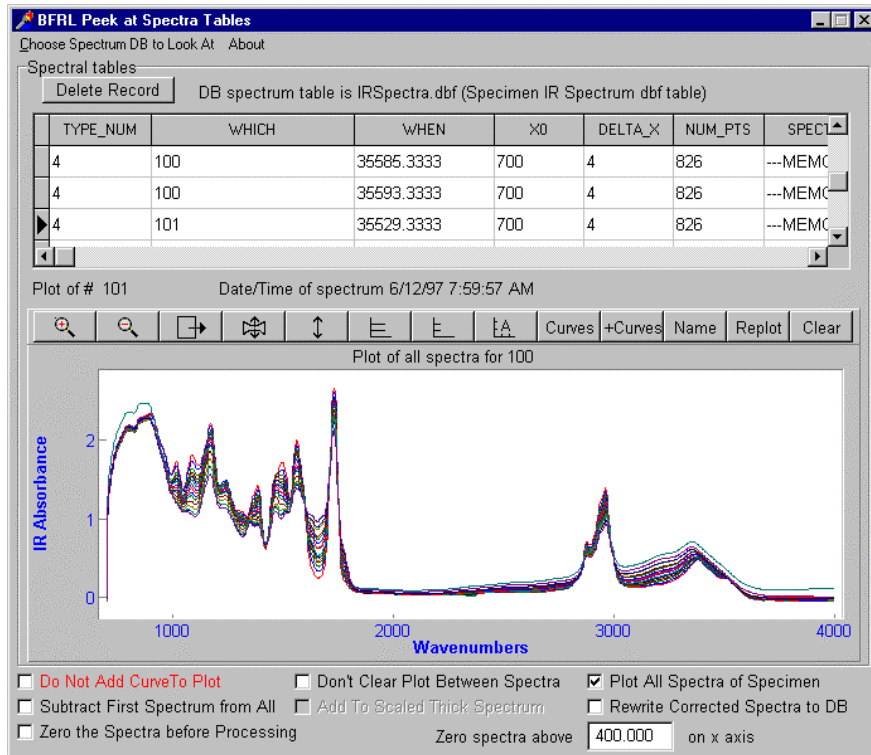 BFRL Peek at Spectra Tables
Choose Spectrum DB to Look At About
Spectral tables
Delete Record DB spectrum table is IRSpectra.dbf (Specimen IR Spectrum dbf table)
TYPE_NUM WHICH WHEN X0 DELTA_X NUM_PTS SPECT
4 100 35585.3333 700 4 826 ---MEMO
4 100 35593.3333 700 4 826 ---MEMO
4 101 35529.3333 700 4 826 ---MEMO
Plot of # 101 Date/Time of spectrum 6/12/97 7:59:57 AM
A Curves +Curves Name Replot Clear
Plot of all spectra for 100
IR Absorbance
2
1
0
1000 2000 3000 4000
Wavenumbers
Do Not Add CurveTo Plot Don't Clear Plot Between Spectra Plot All Spectra of Specimen
Subtract First Spectrum from All Add To Scaled Thick Spectrum Rewrite Corrected Spectra to DB
Zero the Spectra before Processing Zero spectra above 400.000 on x axis